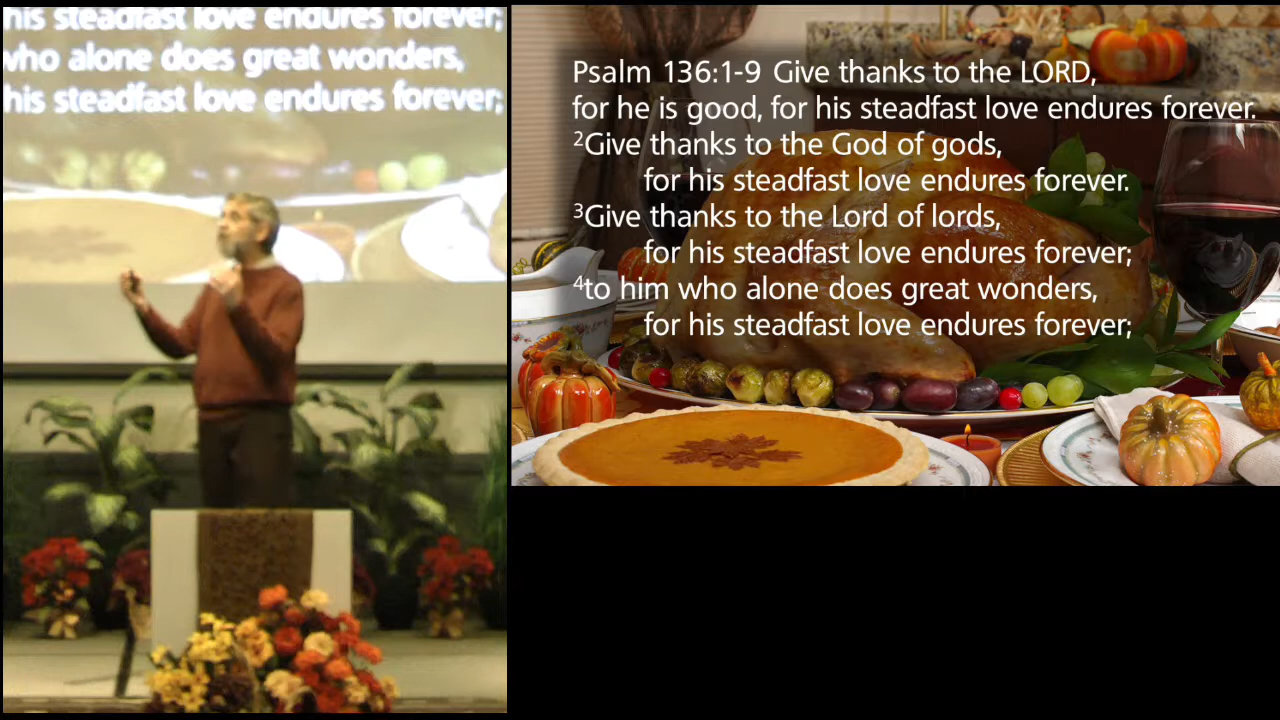 his steadfast love endures forever;
who alone does great wonders,
his steadfast love endures forever;
Psalm 136:1-9 Give thanks to the LORD,
for he is good, for his steadfast love endures forever.
²Give thanks to the God of gods,
for his steadfast love endures forever.
³Give thanks to the Lord of lords,
for his steadfast love endures forever;
⁴to him who alone does great wonders,
for his steadfast love endures forever;